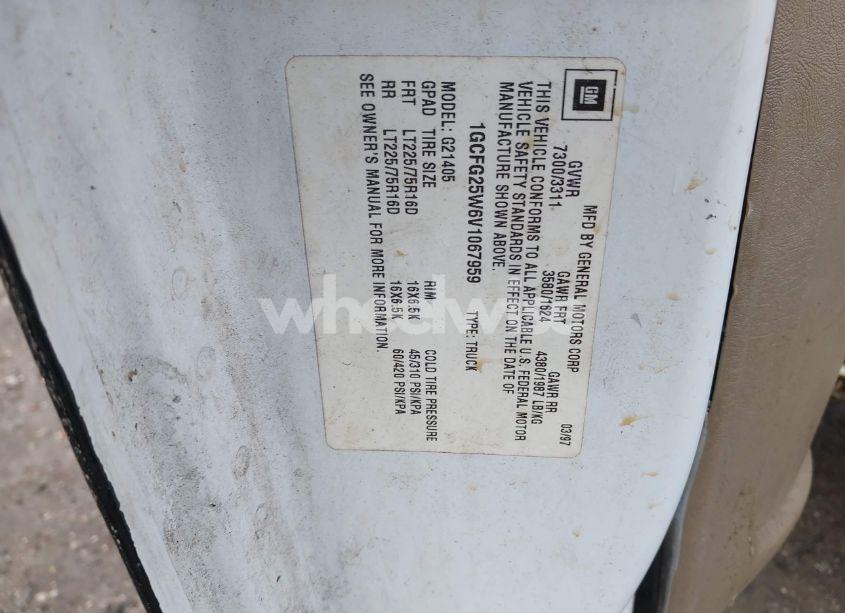 GM
MFD BY GENERAL MOTORS CORP 03/97
GVWR GAWR FRT GAWR RR
7300/3311 3580/1624 4380/1987 LB/KG
THIS VEHICLE CONFORMS TO ALL APPLICABLE U.S. FEDERAL MOTOR
VEHICLE SAFETY STANDARDS IN EFFECT ON THE DATE OF
MANUFACTURE SHOWN ABOVE.
1GCFG25W6V1067959 TYPE: TRUCK
MODEL: G21405
GPAD TIRE SIZE RIM COLD TIRE PRESSURE
FRT LT225/75R16D 16X6.5K 45/310 PSI/KPA
RR LT225/75R16D 16X6.5K 60/420 PSI/KPA
SEE OWNER'S MANUAL FOR MORE INFORMATION.